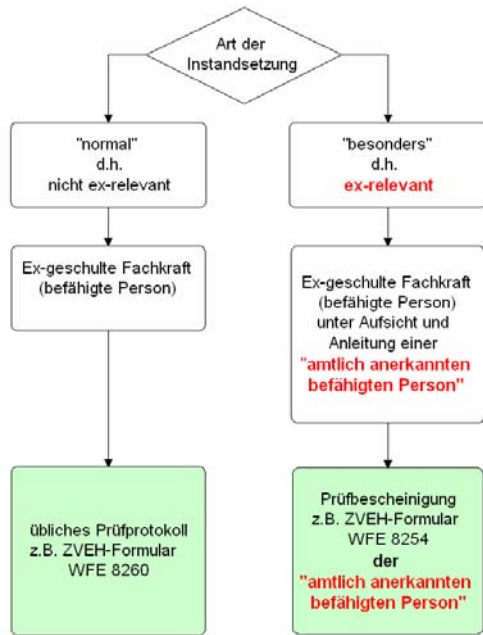 Art der
Instandsetzung
"normal"
d.h.
nicht ex-relevant
"besonders"
d.h.
ex-relevant
Ex-geschulte Fachkraft
(befähigte Person)
Ex-geschulte Fachkraft
(befähigte Person)
unter Aufsicht und
Anleitung einer
"amtlich anerkannten
befähigten Person"
übliches Prüfprotokoll
z.B. ZVEH-Formular
WFE 8260
Prüfbescheinigung
z.B. ZVEH-Formular
WFE 8254
der
"amtlich anerkannten
befähigten Person"